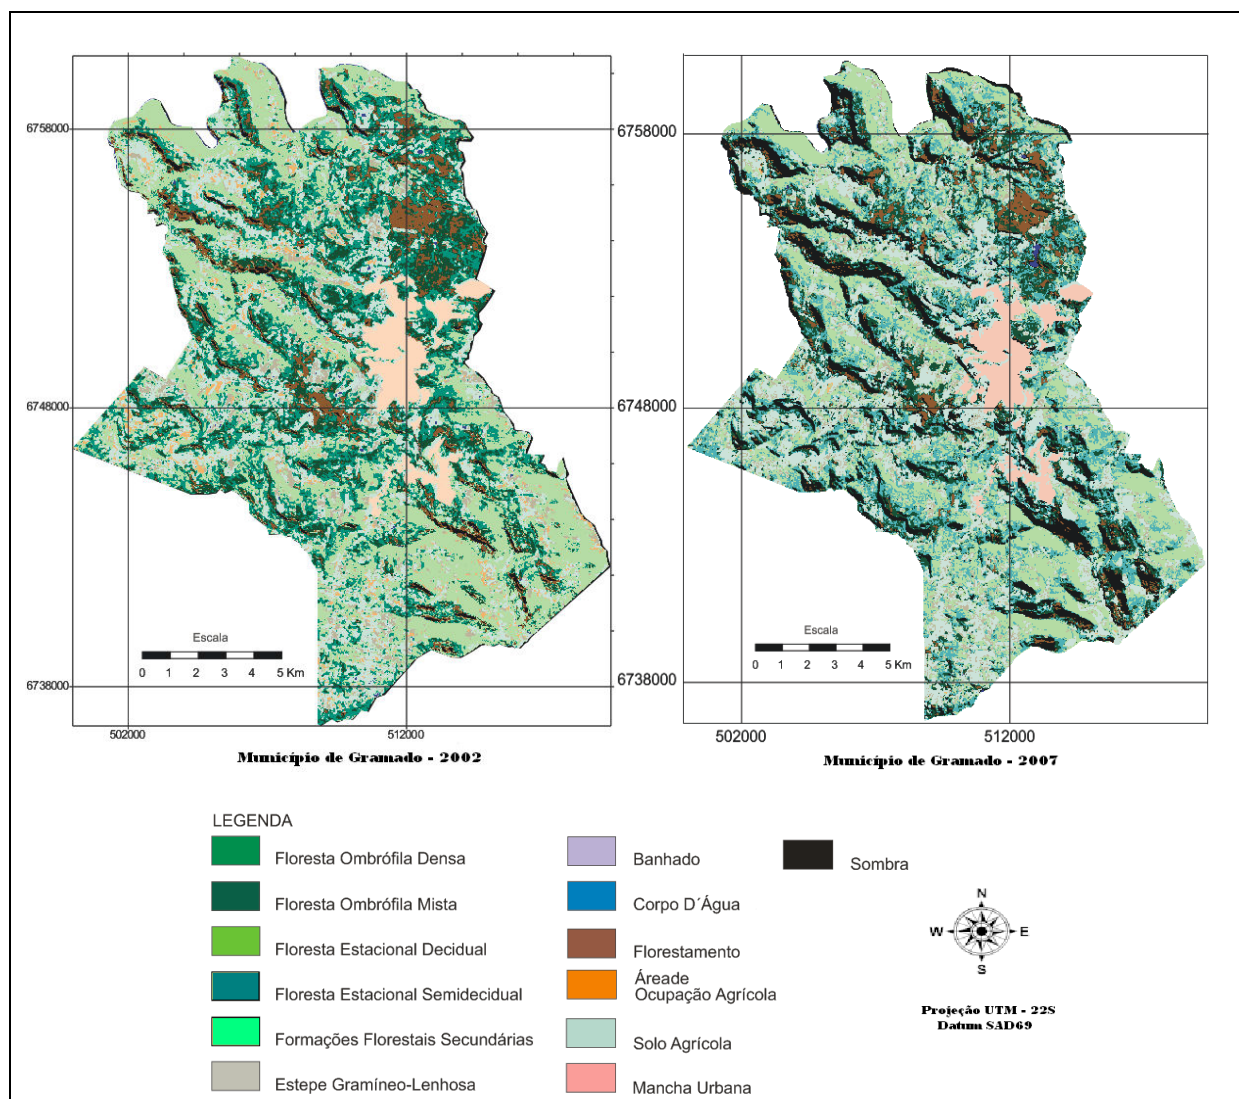 6758000
6748000
6738000
Escala
0 1 2 3 4 5 Km
502000
512000
Município de Gramado - 2002
6758000
6748000
6738000
Escala
0 1 2 3 4 5 Km
502000
512000
Município de Gramado - 2007
LEGENDA
Floresta Ombrófila Densa
Floresta Ombrófila Mista
Floresta Estacional Decidual
Floresta Estacional Semidecidual
Formações Florestais Secundárias
Estepe Gramíneo-Lenhosa
Banhado
Corpo D´Água
Florestamento
Áreade
Ocupação Agrícola
Solo Agrícola
Mancha Urbana
Sombra
N
W
E
S
Projeção UTM - 22S
Datum SAD69